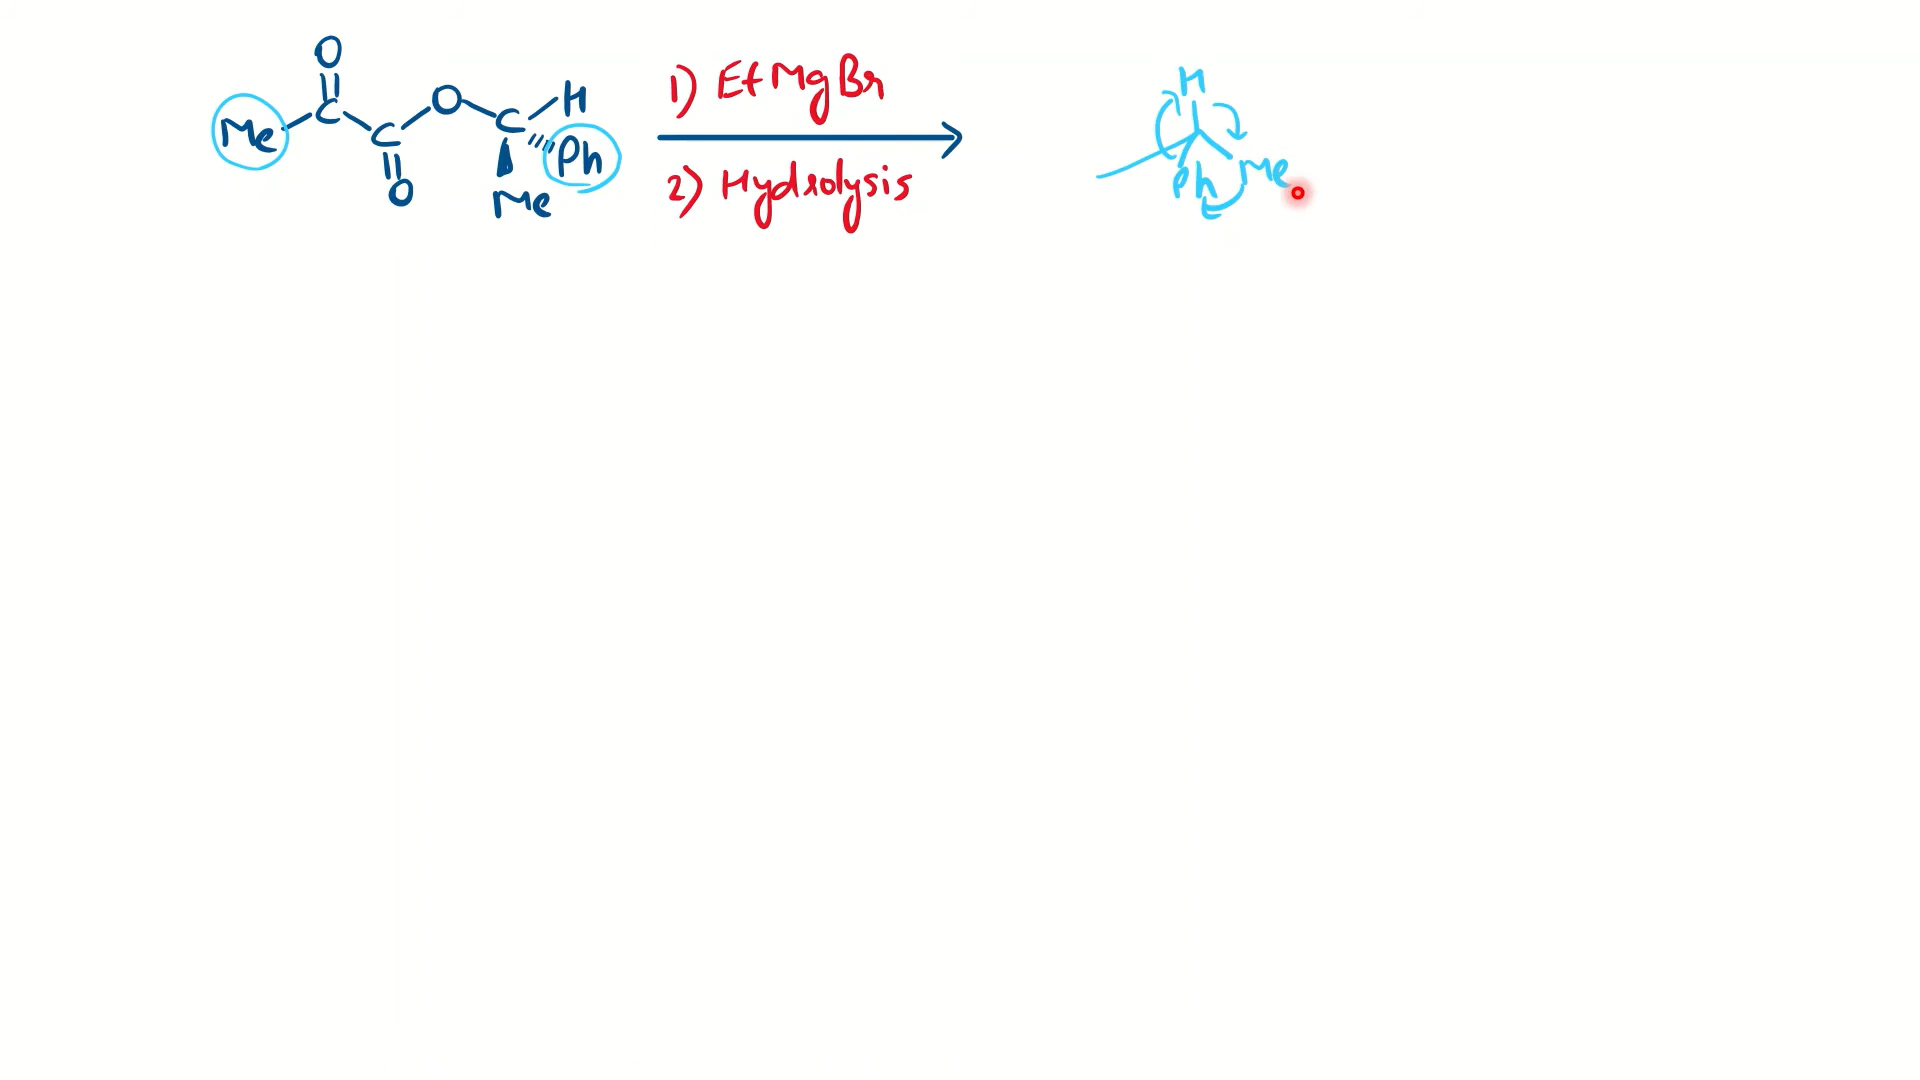 O
Me C C O C H
O Ph
Me
1) EtMgBr
2) Hydrolysis
H
Ph Me